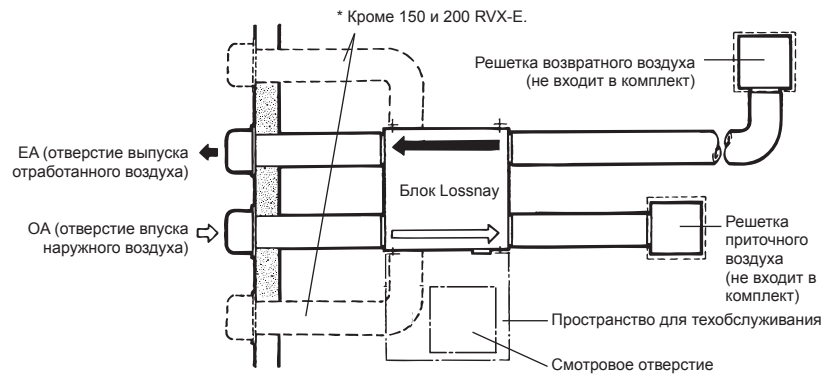 * Кроме 150 и 200 RVX-E.
Решетка возвратного воздуха
(не входит в комплект)
EA (отверстие выпуска
отработанного воздуха)
Блок Lossnay
OA (отверстие впуска
наружного воздуха)
Решетка
приточного
воздуха
(не входит в
комплект)
Пространство для техобслуживания
Смотровое отверстие